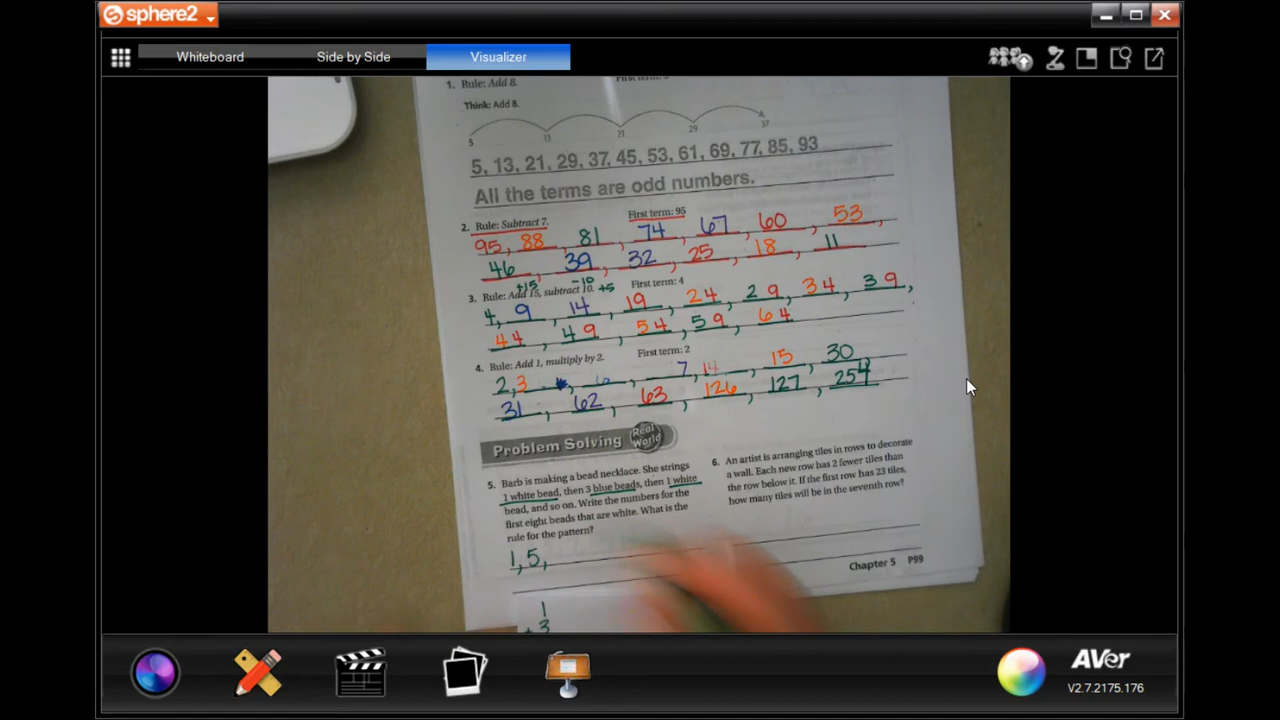 sphere2
Whiteboard Side by Side Visualizer
1. Rule: Add 8.
Think: Add 8.
5 13 21 29 37
5, 13, 21, 29, 37, 45, 53, 61, 69, 77, 85, 93
All the terms are odd numbers.
2. Rule: Subtract 7. First term: 95
95, 88, 81, 74, 67, 60, 53,
46, 39, 32, 25, 18, 11
+15 -10 +5
3. Rule: Add 15, subtract 10. First term: 4
4, 9, 14, 19, 24, 29, 34, 39,
44, 49, 54, 59, 64
4. Rule: Add 1, multiply by 2. First term: 2
2, 3, 6, 7, 14, 15, 30
31, 62, 63, 126, 127, 254
Problem Solving Real World
5. Barb is making a bead necklace. She strings
1 white bead, then 3 blue beads, then 1 white
bead, and so on. Write the numbers for the
first eight beads that are white. What is the
rule for the pattern?
6. An artist is arranging tiles in rows to decorate
a wall. Each new row has 2 fewer tiles than
the row below it. If the first row has 23 tiles,
how many tiles will be in the seventh row?
1, 5,
Chapter 5 P99
1
+ 3
AVer
V2.7.2175.176